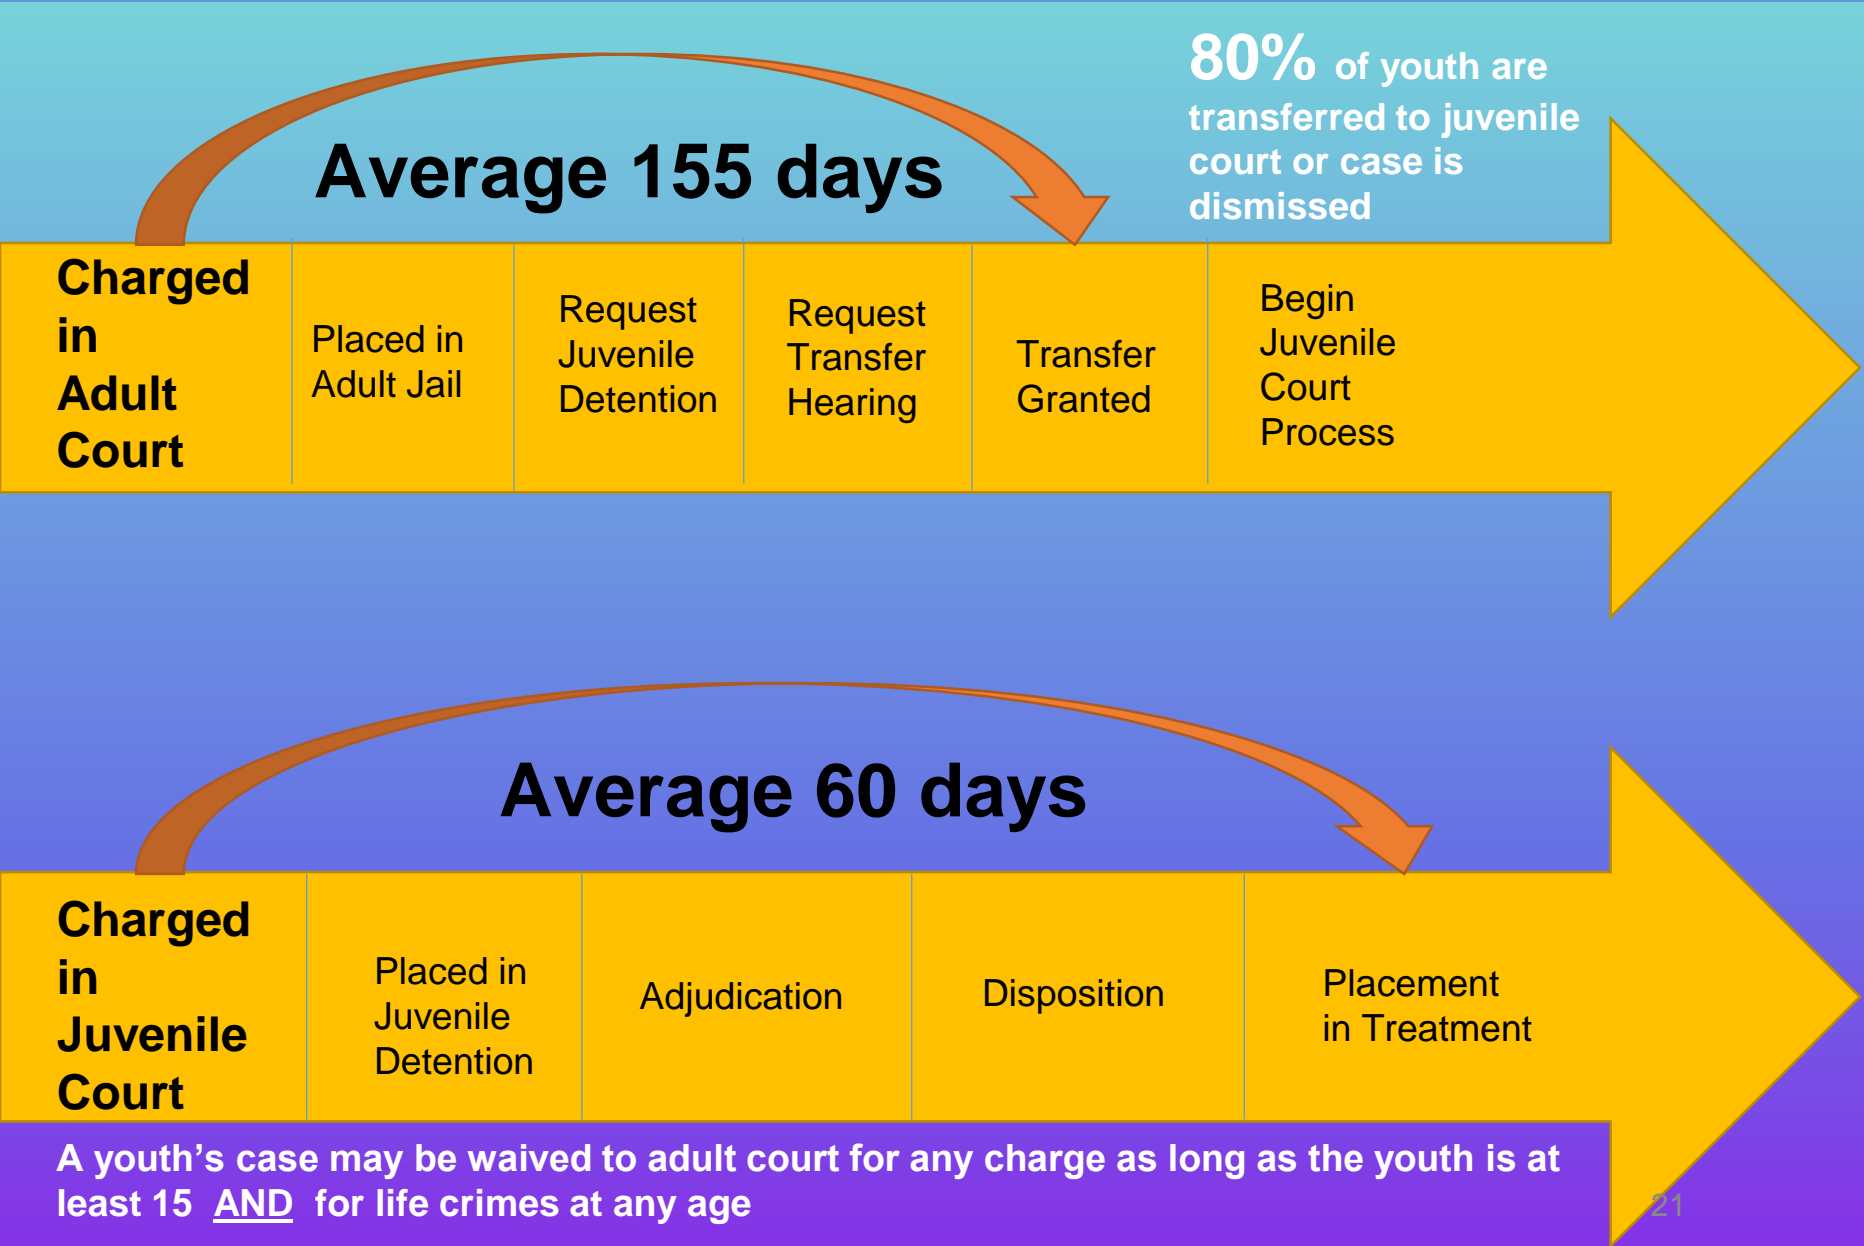 80% of youth are
transferred to juvenile
court or case is
dismissed
Average 155 days
Charged
in
Adult
Court
Placed in
Adult Jail
Request
Juvenile
Detention
Request
Transfer
Hearing
Transfer
Granted
Begin
Juvenile
Court
Process
Average 60 days
Charged
in
Juvenile
Court
Placed in
Juvenile
Detention
Adjudication
Disposition
Placement
in Treatment
A youth’s case may be waived to adult court for any charge as long as the youth is at
least 15 AND for life crimes at any age
21